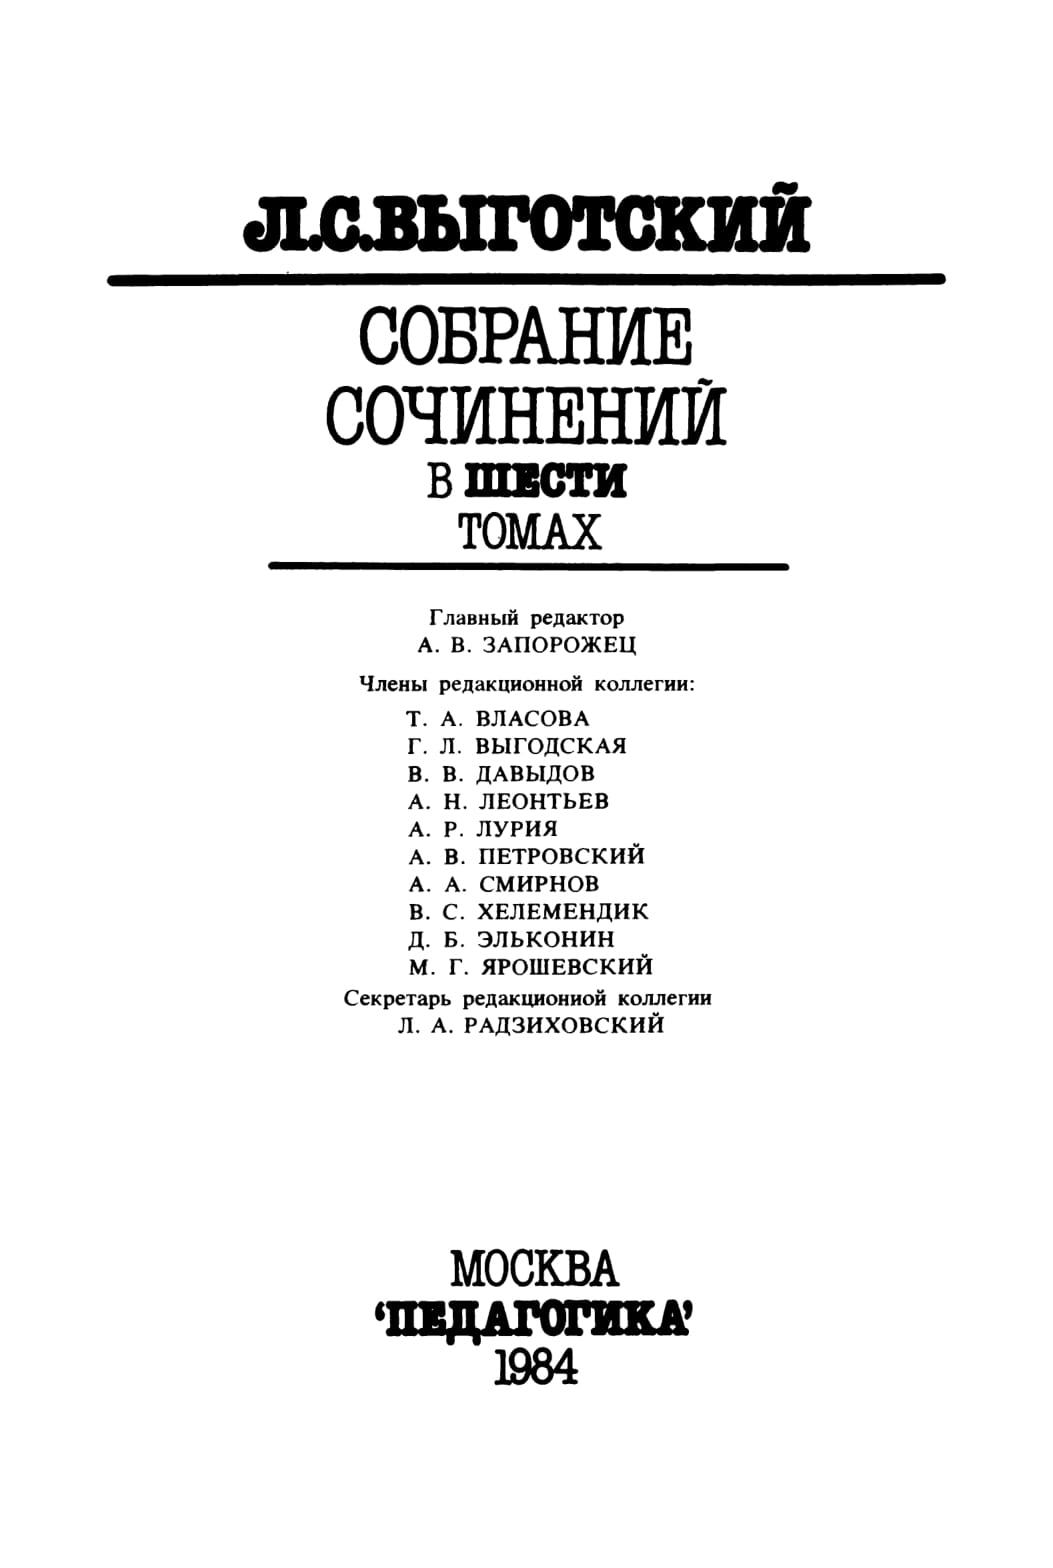 Л.С.ВЫГОТСКИЙ
СОБРАНИЕ
СОЧИНЕНИЙ
В ШЕСТИ
ТОМАХ
Главный редактор
А. В. ЗАПОРОЖЕЦ
Члены редакционной коллегии:
Т. А. ВЛАСОВА
Г. Л. ВЫГОДСКАЯ
В. В. ДАВЫДОВ
А. Н. ЛЕОНТЬЕВ
А. Р. ЛУРИЯ
А. В. ПЕТРОВСКИЙ
А. А. СМИРНОВ
В. С. ХЕЛЕМЕНДИК
Д. Б. ЭЛЬКОНИН
М. Г. ЯРОШЕВСКИЙ
Секретарь редакционной коллегии
Л. А. РАДЗИХОВСКИЙ
МОСКВА
‘ПЕДАГОГИКА’
1984